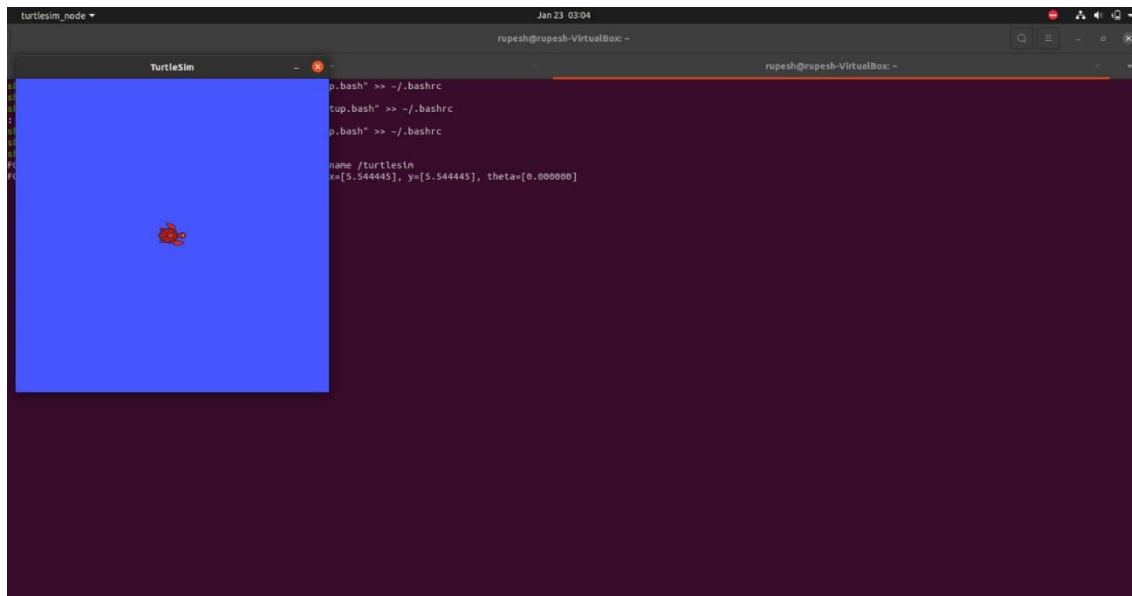 turtlesim_node
Jan 23 03:04
rupesh@rupesh-VirtualBox: ~
TurtleSim
rupesh@rupesh-VirtualBox: ~
p.bash" >> ~/.bashrc
tup.bash" >> ~/.bashrc
:
p.bash" >> ~/.bashrc
name /turtlesim
x=[5.544445], y=[5.544445], theta=[0.000000]